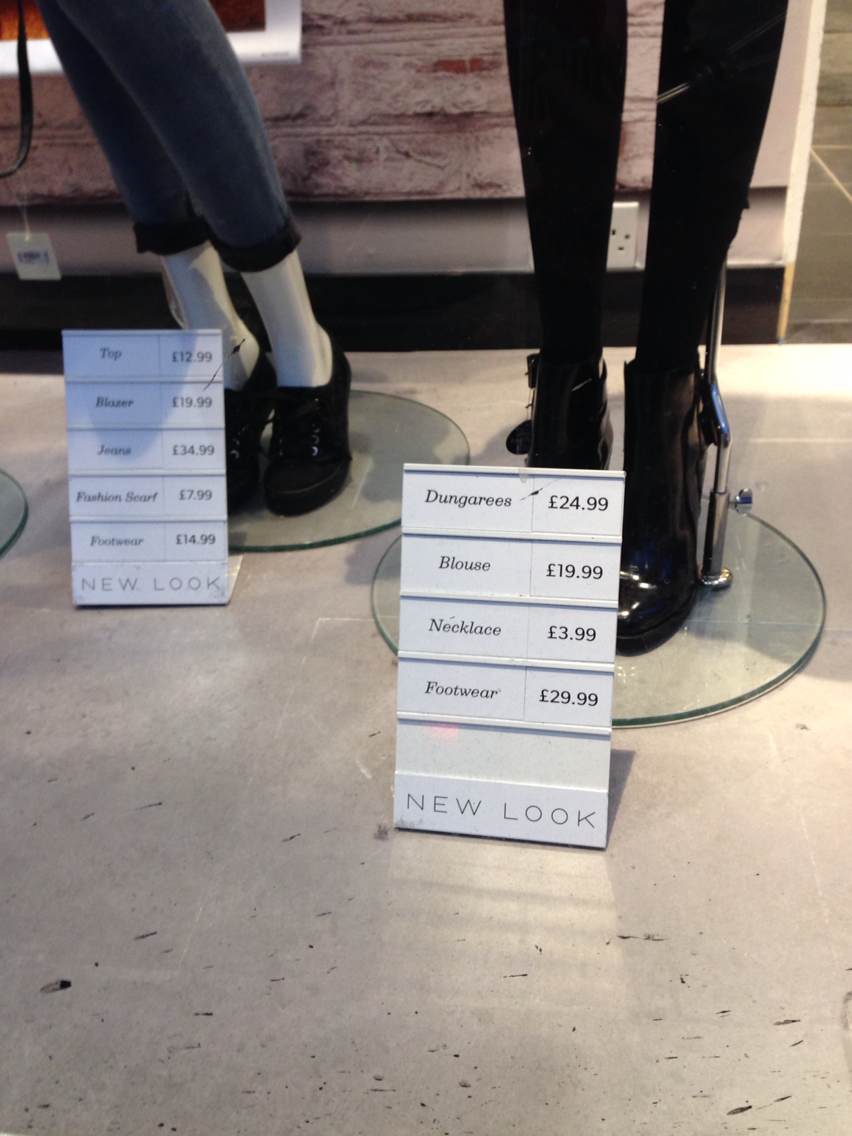 Top £12.99
Blazer £19.99
Jeans £34.99
Fashion Scarf £7.99
Footwear £14.99
NEW LOOK
Dungarees £24.99
Blouse £19.99
Necklace £3.99
Footwear £29.99
NEW LOOK